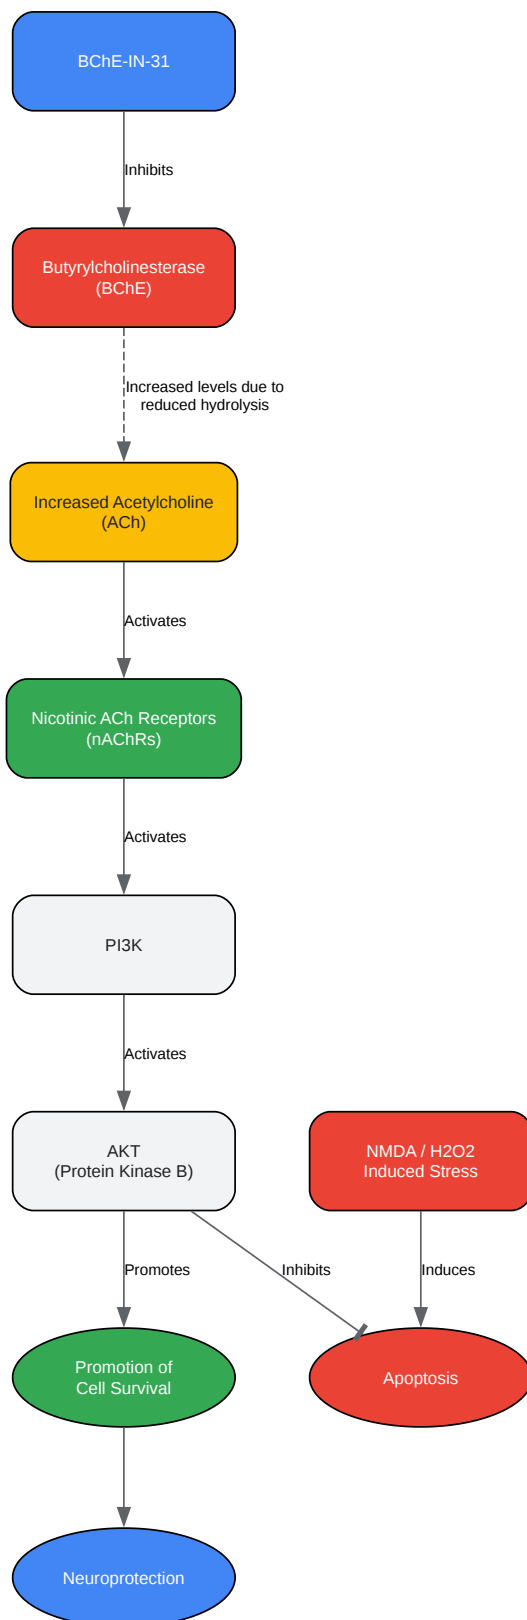 BChE-IN-31
Inhibits
Butyrylcholinesterase
(BChE)
Increased levels due to
reduced hydrolysis
Increased Acetylcholine
(ACh)
Activates
Nicotinic ACh Receptors
(nAChRs)
Activates
PI3K
Activates
AKT
(Protein Kinase B)
NMDA / H2O2
Induced Stress
Promotes
Inhibits
Induces
Promotion of
Cell Survival
Apoptosis
Neuroprotection